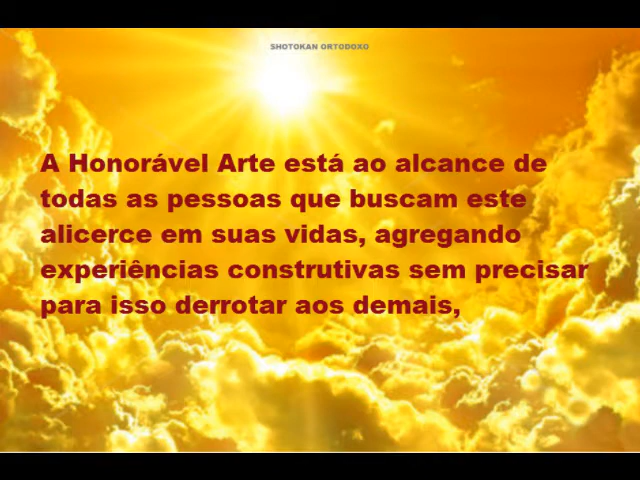 SHOTOKAN ORTODOXO
A Honorável Arte está ao alcance de
todas as pessoas que buscam este
alicerce em suas vidas, agregando
experiências construtivas sem precisar
para isso derrotar aos demais,